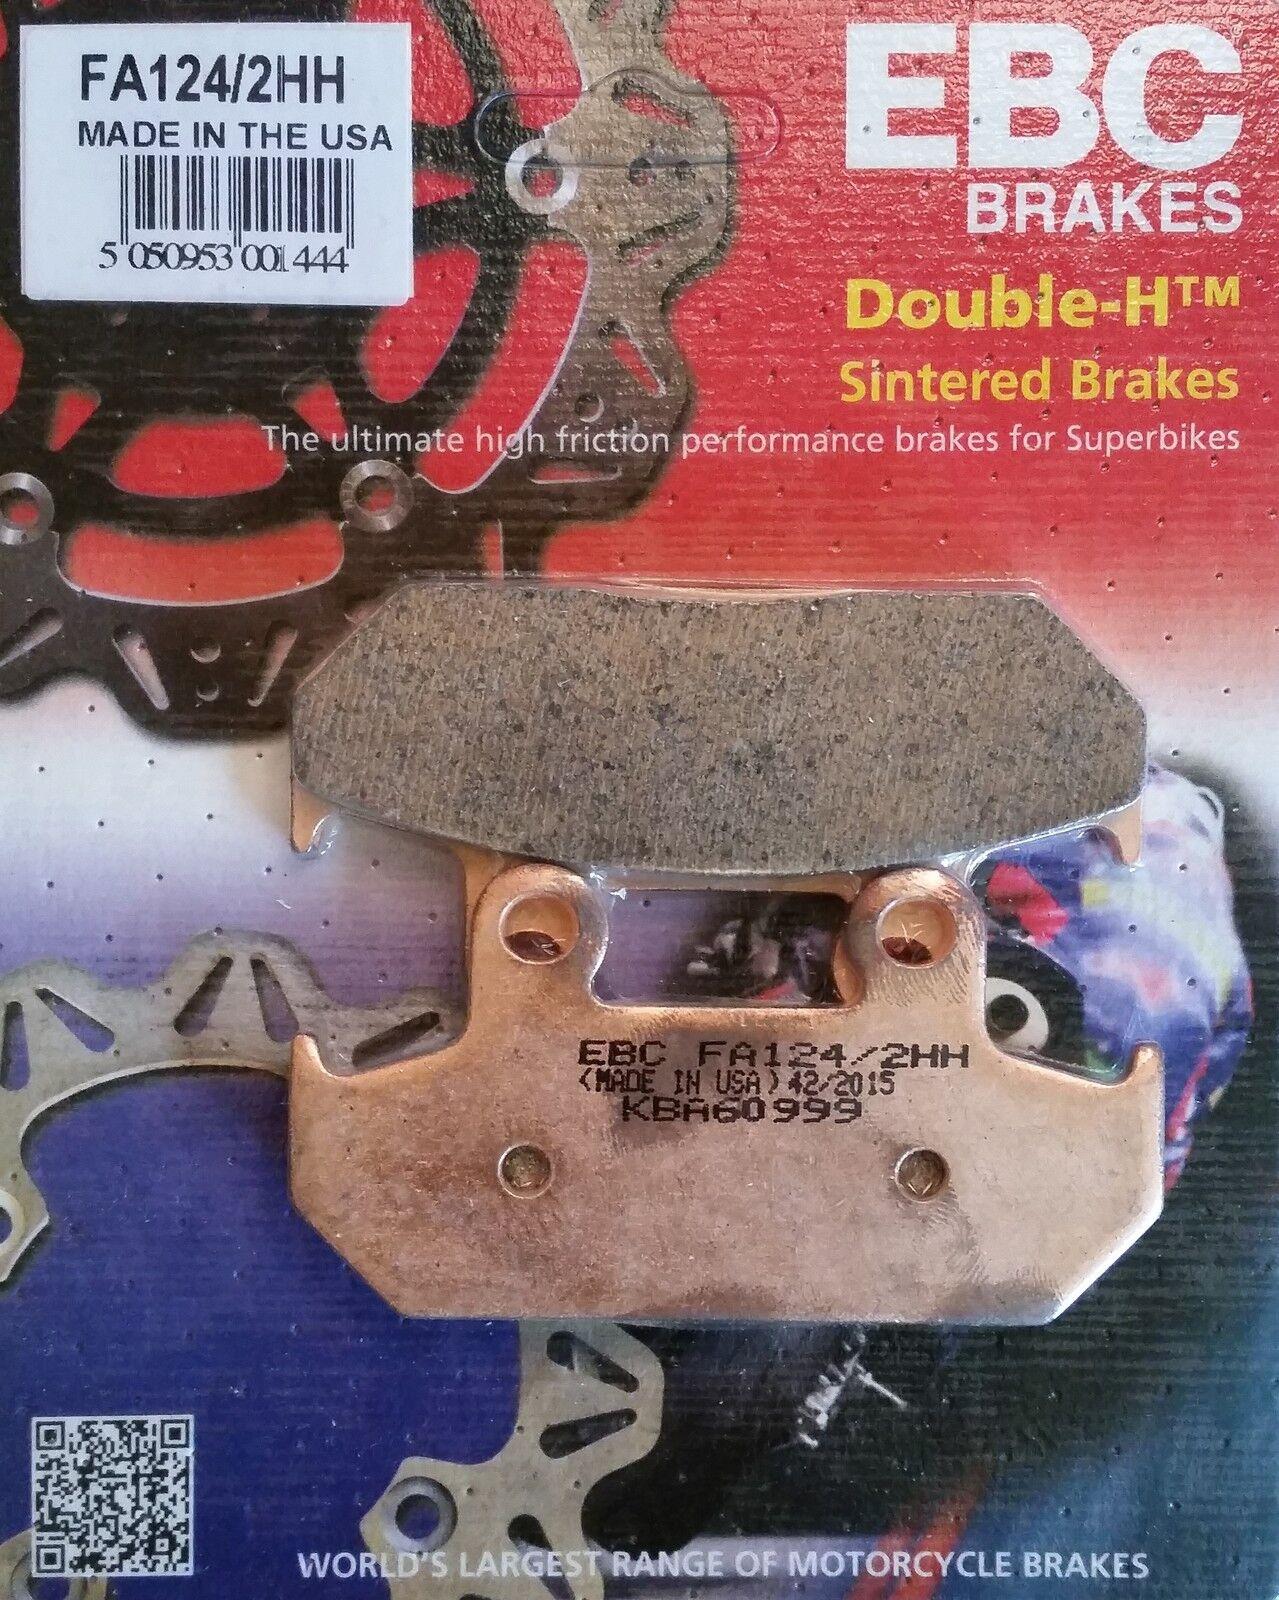 FA124/2HH
MADE IN THE USA
5 050953 001444
EBC
BRAKES
Double-H™
Sintered Brakes
The ultimate high friction performance brakes for Superbikes
EBC FA124/2HH
(MADE IN USA) 42/2015
KBA60999
WORLD'S LARGEST RANGE OF MOTORCYCLE BRAKES